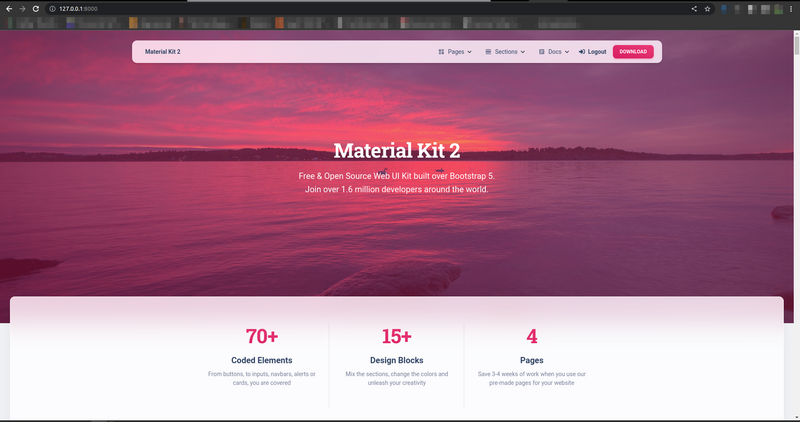 127.0.0.1:8000
Material Kit 2
Pages
Sections
Docs
Logout
DOWNLOAD
Material Kit 2
Free & Open Source Web UI Kit built over Bootstrap 5.
Join over 1.6 million developers around the world.
70+
Coded Elements
From buttons, to inputs, navbars, alerts or
cards, you are covered
15+
Design Blocks
Mix the sections, change the colors and
unleash your creativity
4
Pages
Save 3-4 weeks of work when you use our
pre-made pages for your website